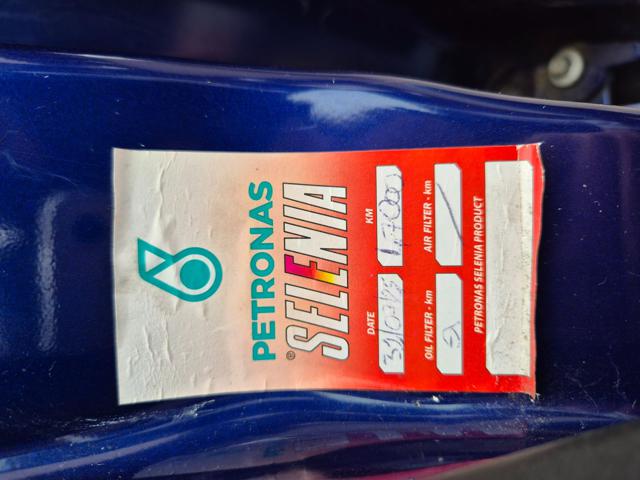 PETRONAS
® SELENIA
DATE KM
OIL FILTER - km AIR FILTER - km
PETRONAS SELENIA PRODUCT